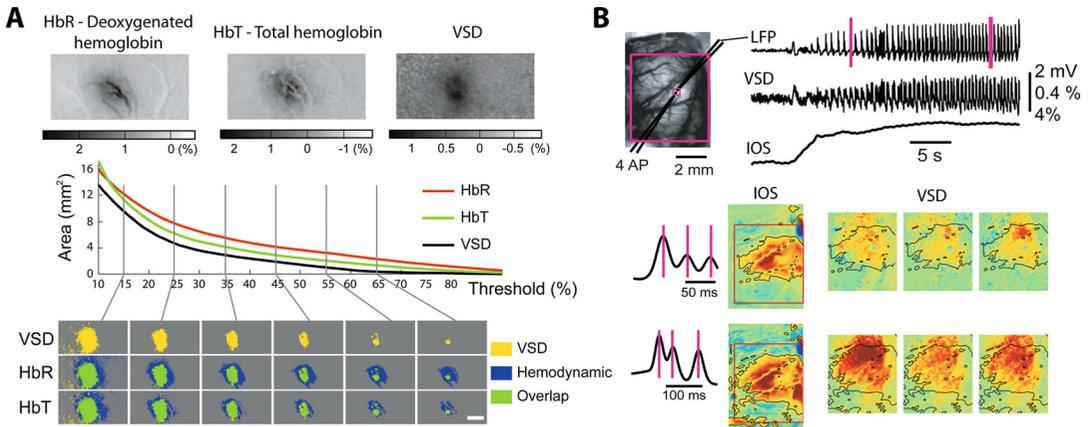 A
HbR - Deoxygenated
hemoglobin
HbT - Total hemoglobin
VSD
2 1 0 (%)
2 1 0 -1 (%)
1 0.5 0 -0.5 (%)
Area (mm²)
16
12
8
4
0
HbR
HbT
VSD
10 15 20 25 30 35 40 45 50 55 60 65 70 75 80
Threshold (%)
VSD
HbR
HbT
VSD
Hemodynamic
Overlap
B
LFP
4 AP
2 mm
VSD
IOS
2 mV
0.4 %
4%
5 s
IOS
VSD
50 ms
100 ms